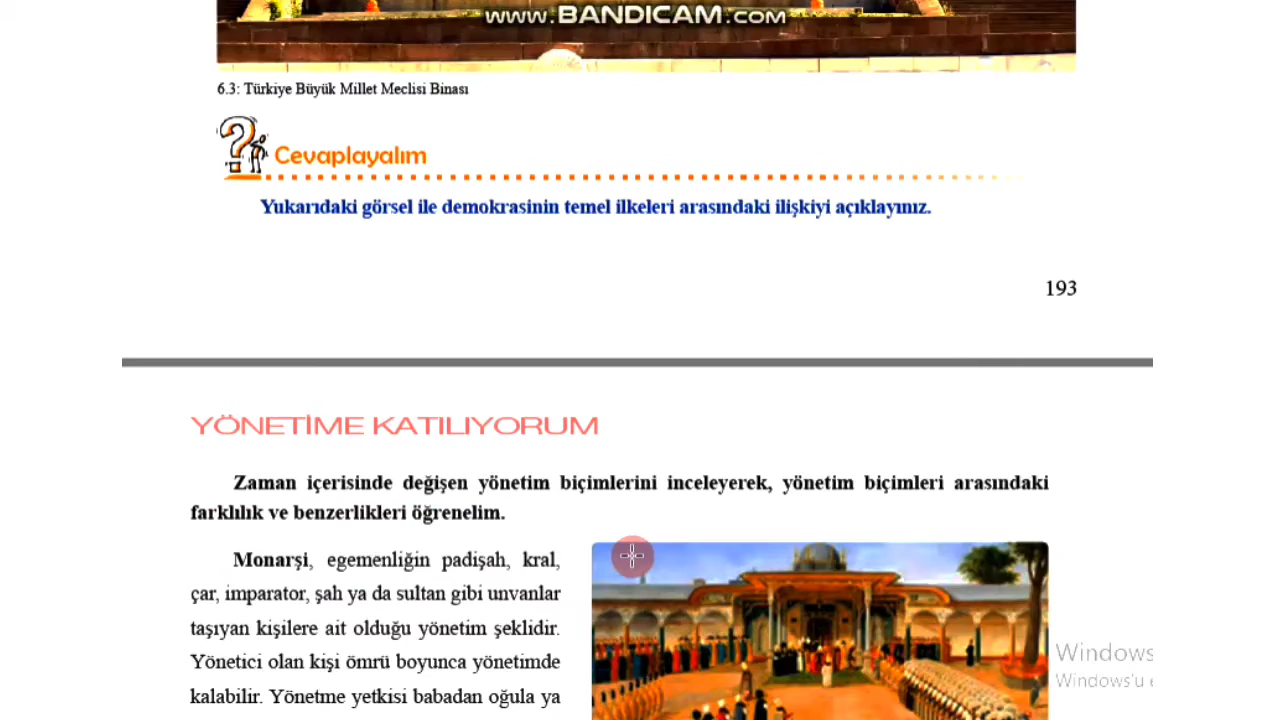 www.BANDICAM.com
6.3: Türkiye Büyük Millet Meclisi Binası
Cevaplayalım
Yukarıdaki görsel ile demokrasinin temel ilkeleri arasındaki ilişkiyi açıklayınız.
193
YÖNETİME KATILIYORUM
Zaman içerisinde değişen yönetim biçimlerini inceleyerek, yönetim biçimleri arasındaki
farklılık ve benzerlikleri öğrenelim.
Monarşi, egemenliğin padişah, kral,
çar, imparator, şah ya da sultan gibi unvanlar
taşıyan kişilere ait olduğu yönetim şeklidir.
Yönetici olan kişi ömrü boyunca yönetimde
kalabilir. Yönetme yetkisi babadan oğula ya
Windows
Windows'u e